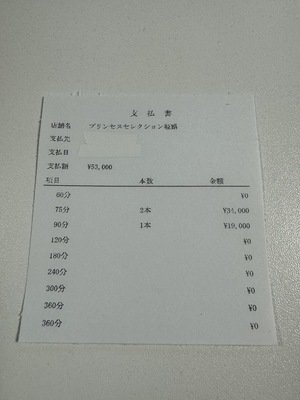 支払書
店舗名 プリンセスセレクション姫路
支払先
支払日
支払額 ¥53,000
項目 本数 金額
60分 ¥0
75分 2本 ¥34,000
90分 1本 ¥19,000
120分 ¥0
180分 ¥0
240分 ¥0
300分 ¥0
360分 ¥0
360分 ¥0